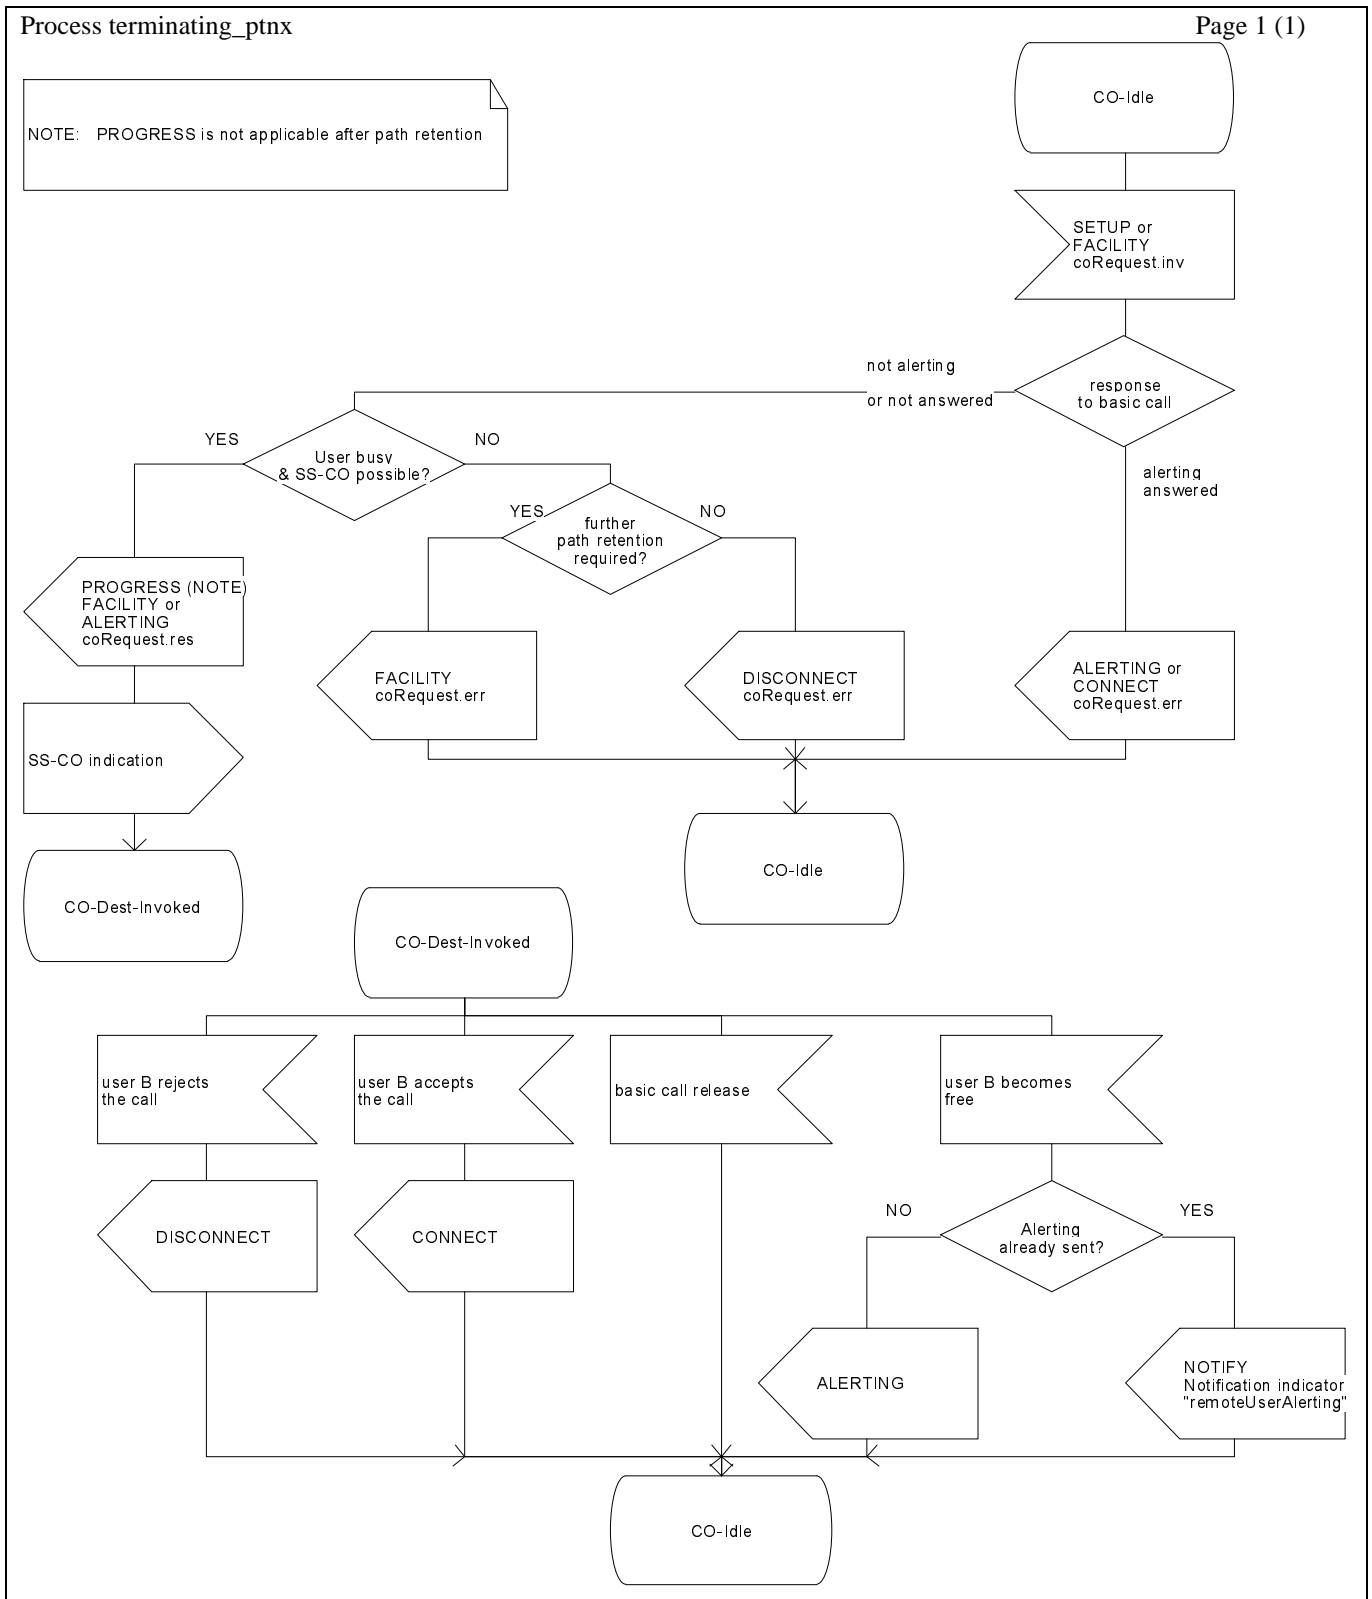 Process terminating_ptnx
Page 1 (1)
NOTE: PROGRESS is not applicable after path retention
CO-Idle
SETUP or
FACILITY
coRequest.inv
response
to basic call
not alerting
or not answered
alerting
answered
User busy
& SS-CO possible?
YES
NO
further
path retention
required?
YES
NO
PROGRESS (NOTE)
FACILITY or
ALERTING
coRequest.res
FACILITY
coRequest.err
DISCONNECT
coRequest.err
ALERTING or
CONNECT
coRequest.err
SS-CO indication
CO-Idle
CO-Dest-Invoked
CO-Dest-Invoked
user B rejects
the call
user B accepts
the call
basic call release
user B becomes
free
DISCONNECT
CONNECT
NO
YES
Alerting
already sent?
ALERTING
NOTIFY
Notification indicator
"remoteUserAlerting"
CO-Idle